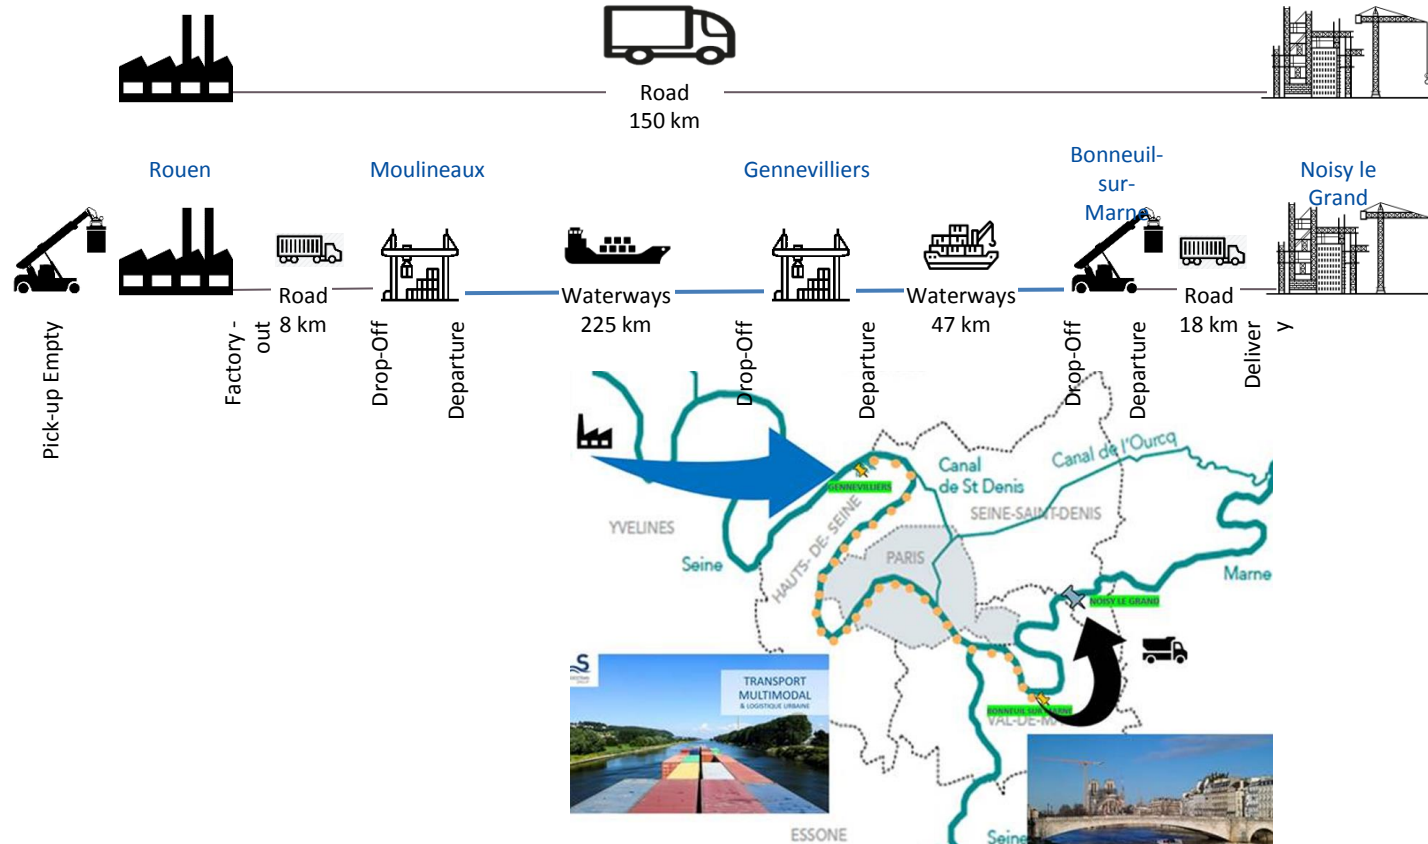 Road
150 km
Rouen
Moulineaux
Gennevilliers
Bonneuil-
sur-
Marne
Noisy le
Grand
Road
8 km
Waterways
225 km
Waterways
47 km
Road
18 km
Pick-up Empty
Factory -
out
Drop-Off
Departure
Drop-Off
Departure
Drop-Off
Departure
Deliver
y
Canal de l'Ourcq
Canal
de St Denis
GENNEVILLIERS
SEINE-SAINT-DENIS
YVELINES
HAUTS- DE- SEINE
PARIS
Seine
Marne
NOISY LE GRAND
BONNEUIL SUR MARNE
VAL-DE-MA
S
TRANSPORT
MULTIMODAL
& LOGISTIQUE URBAINE
ESSONE
Seine